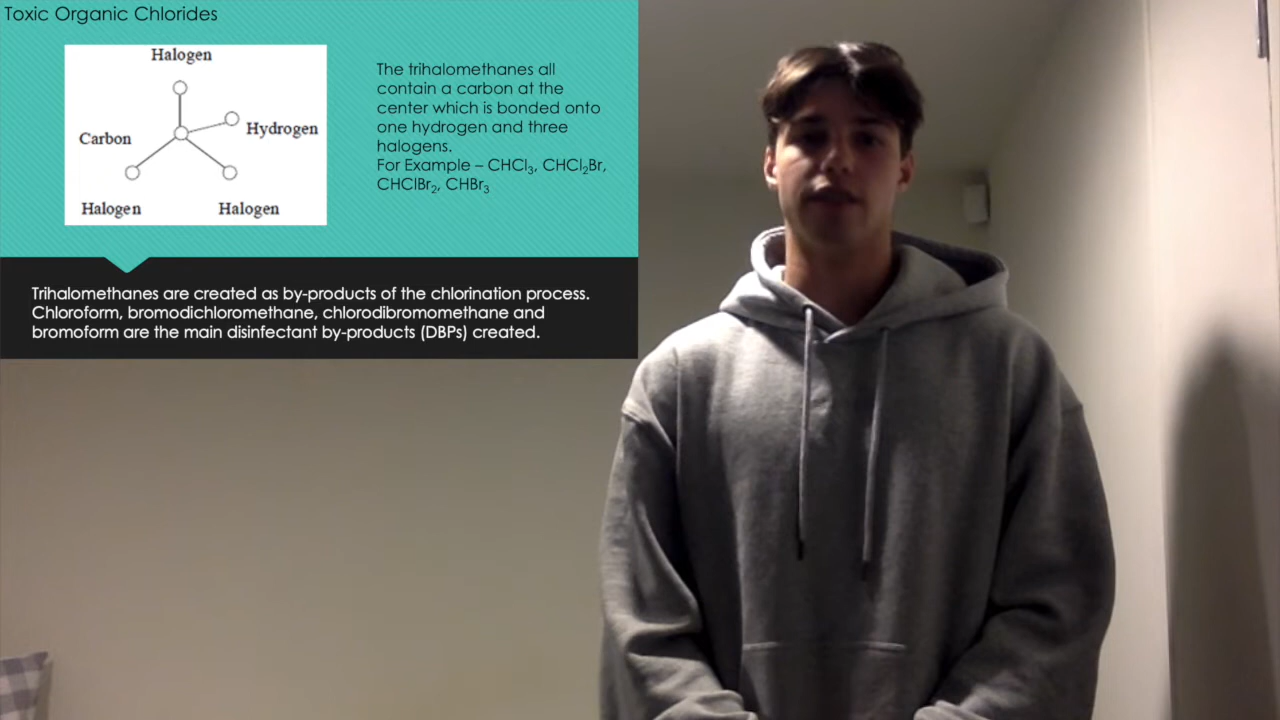 Toxic Organic Chlorides
Halogen
Carbon
Hydrogen
Halogen
Halogen
The trihalomethanes all
contain a carbon at the
center which is bonded onto
one hydrogen and three
halogens.
For Example – CHCl₃, CHCl₂Br,
CHClBr₂, CHBr₃
Trihalomethanes are created as by-products of the chlorination process.
Chloroform, bromodichloromethane, chlorodibromomethane and
bromoform are the main disinfectant by-products (DBPs) created.